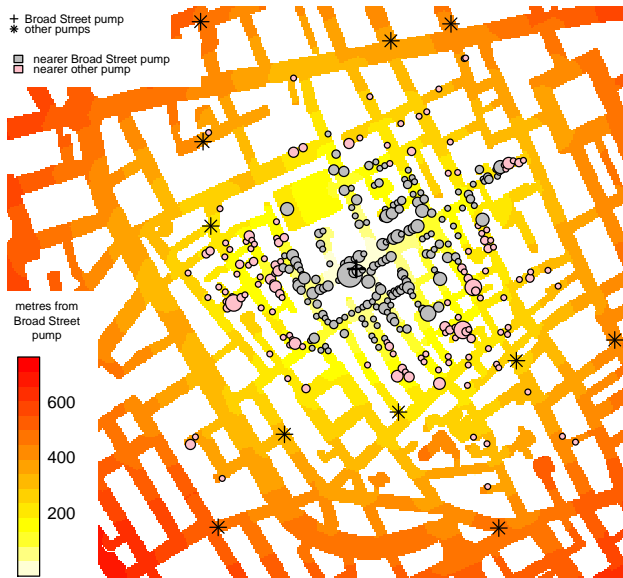 Broad Street pump
other pumps
nearer Broad Street pump
nearer other pump
metres from
Broad Street
pump
600
400
200